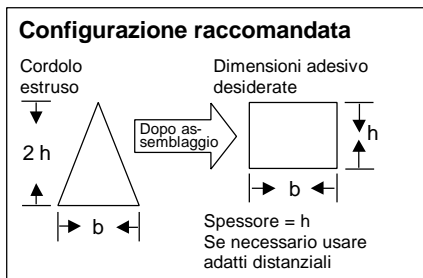 Configurazione raccomandata
Cordolo
estruso
2 h
b
Dopo as-
semblaggio
Dimensioni adesivo
desiderate
h
b
Spessore = h
Se necessario usare
adatti distanziali